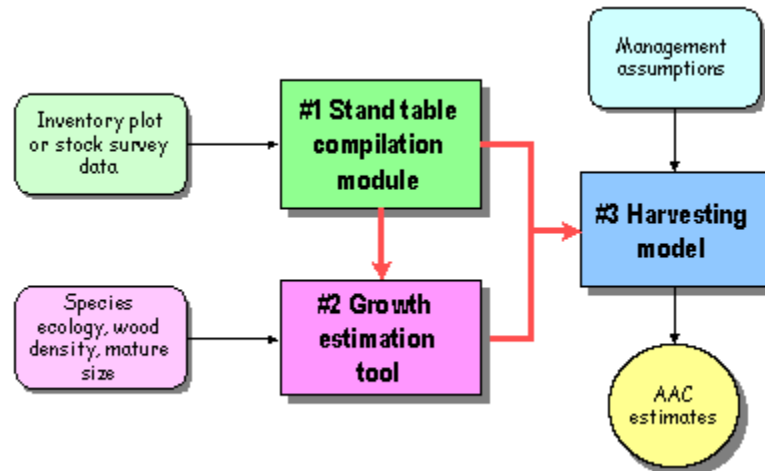 Inventory plot
or stock survey
data
#1 Stand table
compilation
module
Management
assumptions
#3 Harvesting
model
Species
ecology, wood
density, mature
size
#2 Growth
estimation
tool
AAC
estimates